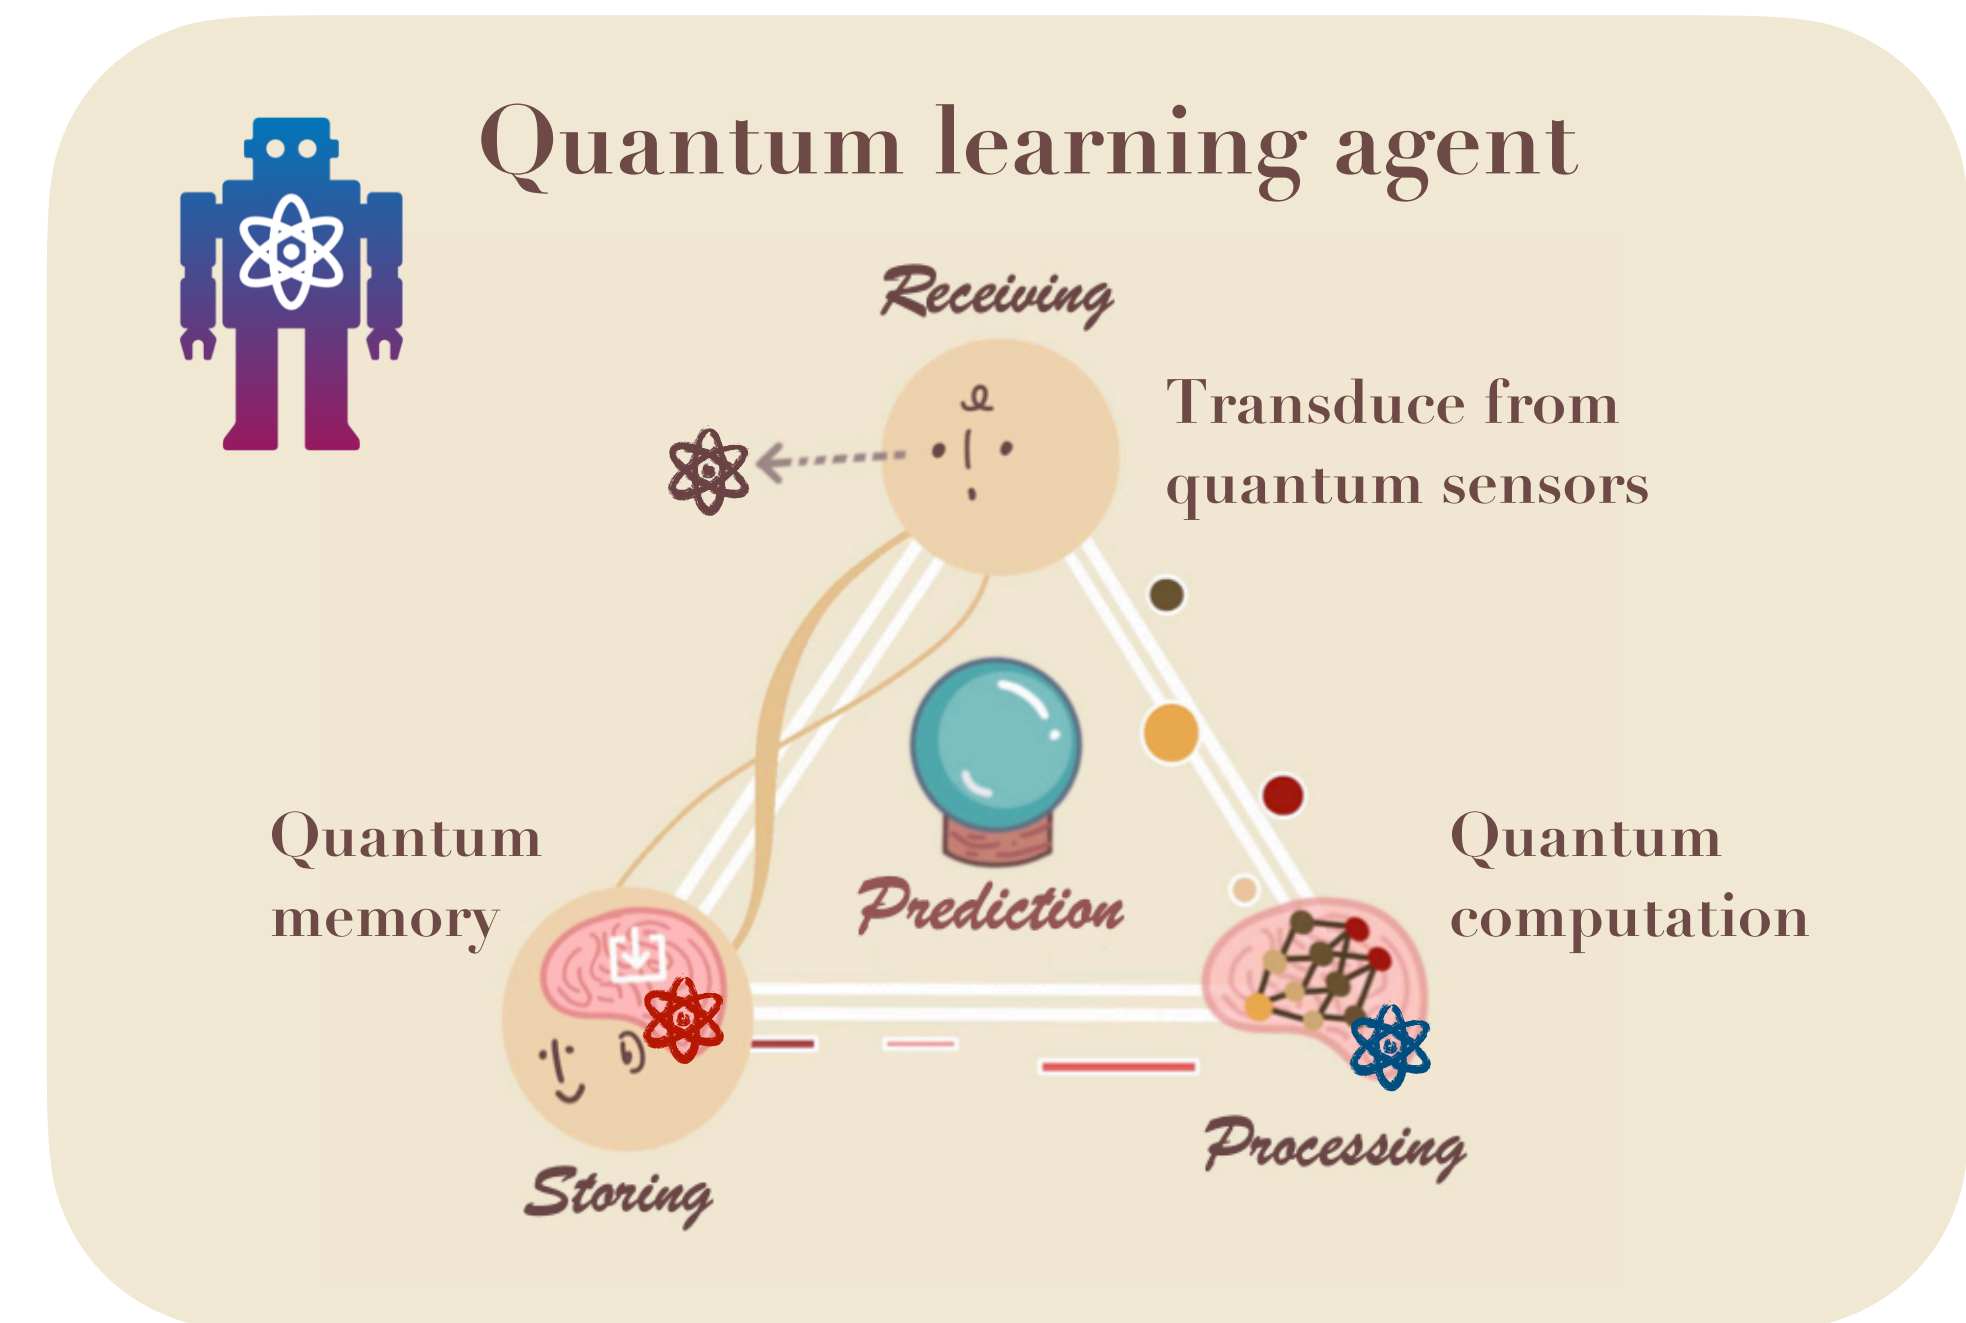 Quantum learning agent
Receiving
Transduce from
quantum sensors
Quantum
memory
Prediction
Quantum
computation
Processing
Storing